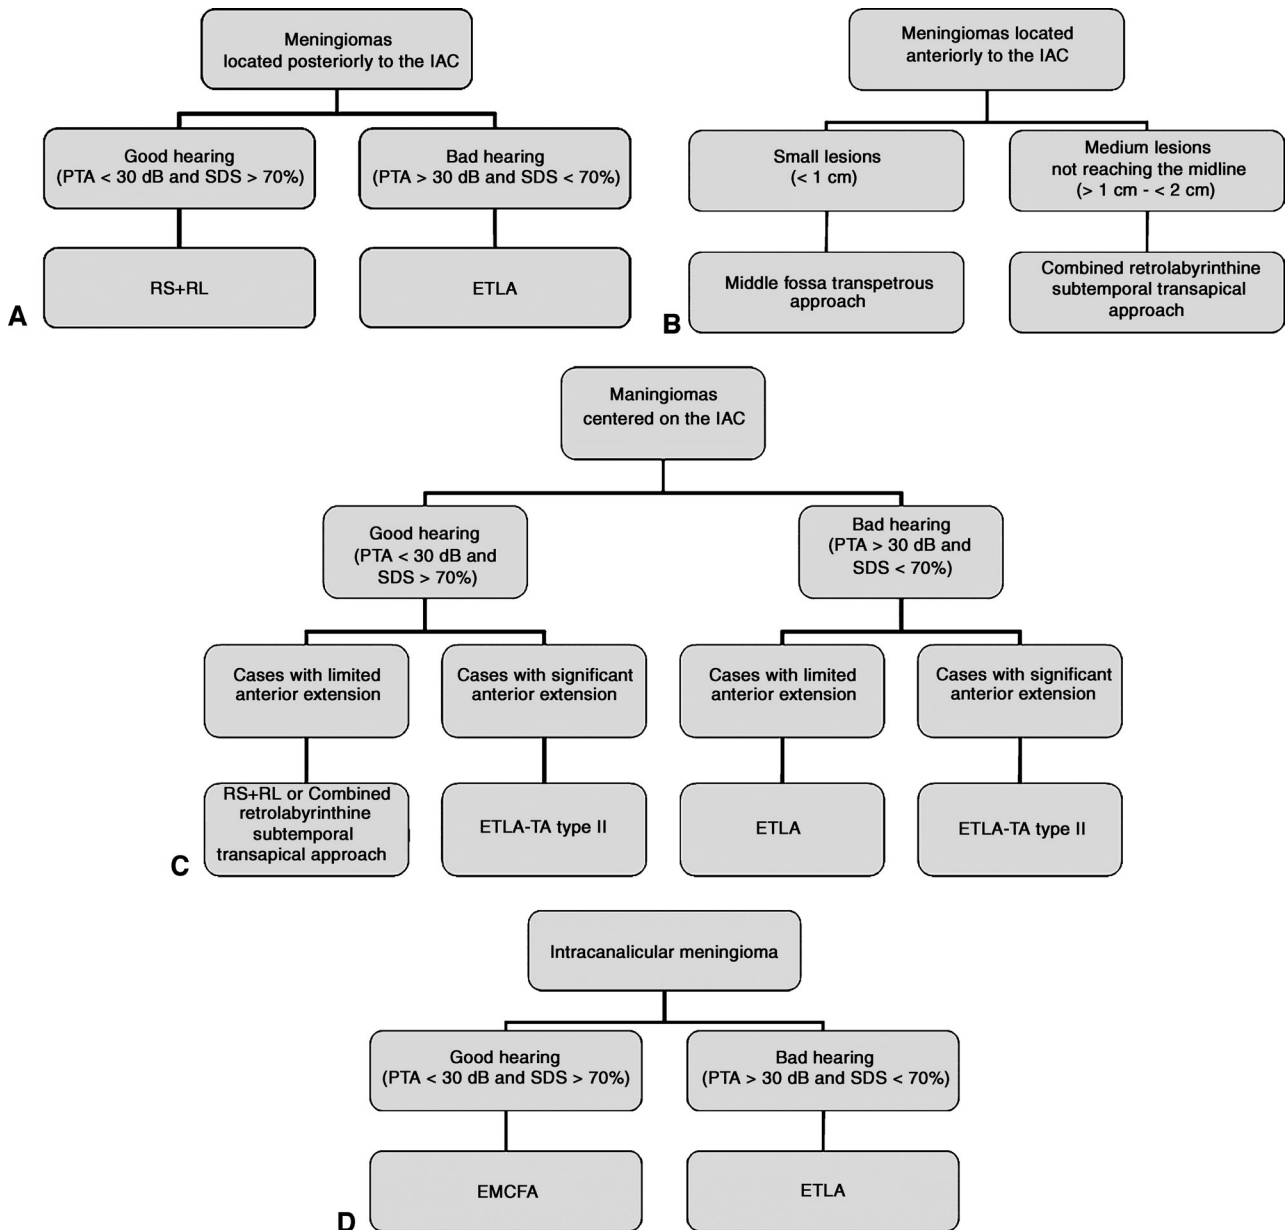 Meningiomas
located posteriorly to the IAC
Good hearing
(PTA < 30 dB and SDS > 70%)
Bad hearing
(PTA > 30 dB and SDS < 70%)
RS+RL
ETLA
A
Meningiomas located
anteriorly to the IAC
Small lesions
(< 1 cm)
Medium lesions
not reaching the midline
(> 1 cm - < 2 cm)
Middle fossa transpetrous
approach
Combined retrolabyrinthine
subtemporal transapical
approach
B
Maningiomas
centered on the IAC
Good hearing
(PTA < 30 dB and
SDS > 70%)
Bad hearing
(PTA > 30 dB and
SDS < 70%)
Cases with limited
anterior extension
Cases with significant
anterior extension
Cases with limited
anterior extension
Cases with significant
anterior extension
RS+RL or Combined
retrolabyrinthine
subtemporal
transapical approach
ETLA-TA type II
ETLA
ETLA-TA type II
C
Intracanalicular meningioma
Good hearing
(PTA < 30 dB and SDS > 70%)
Bad hearing
(PTA > 30 dB and SDS < 70%)
EMCFA
ETLA
D